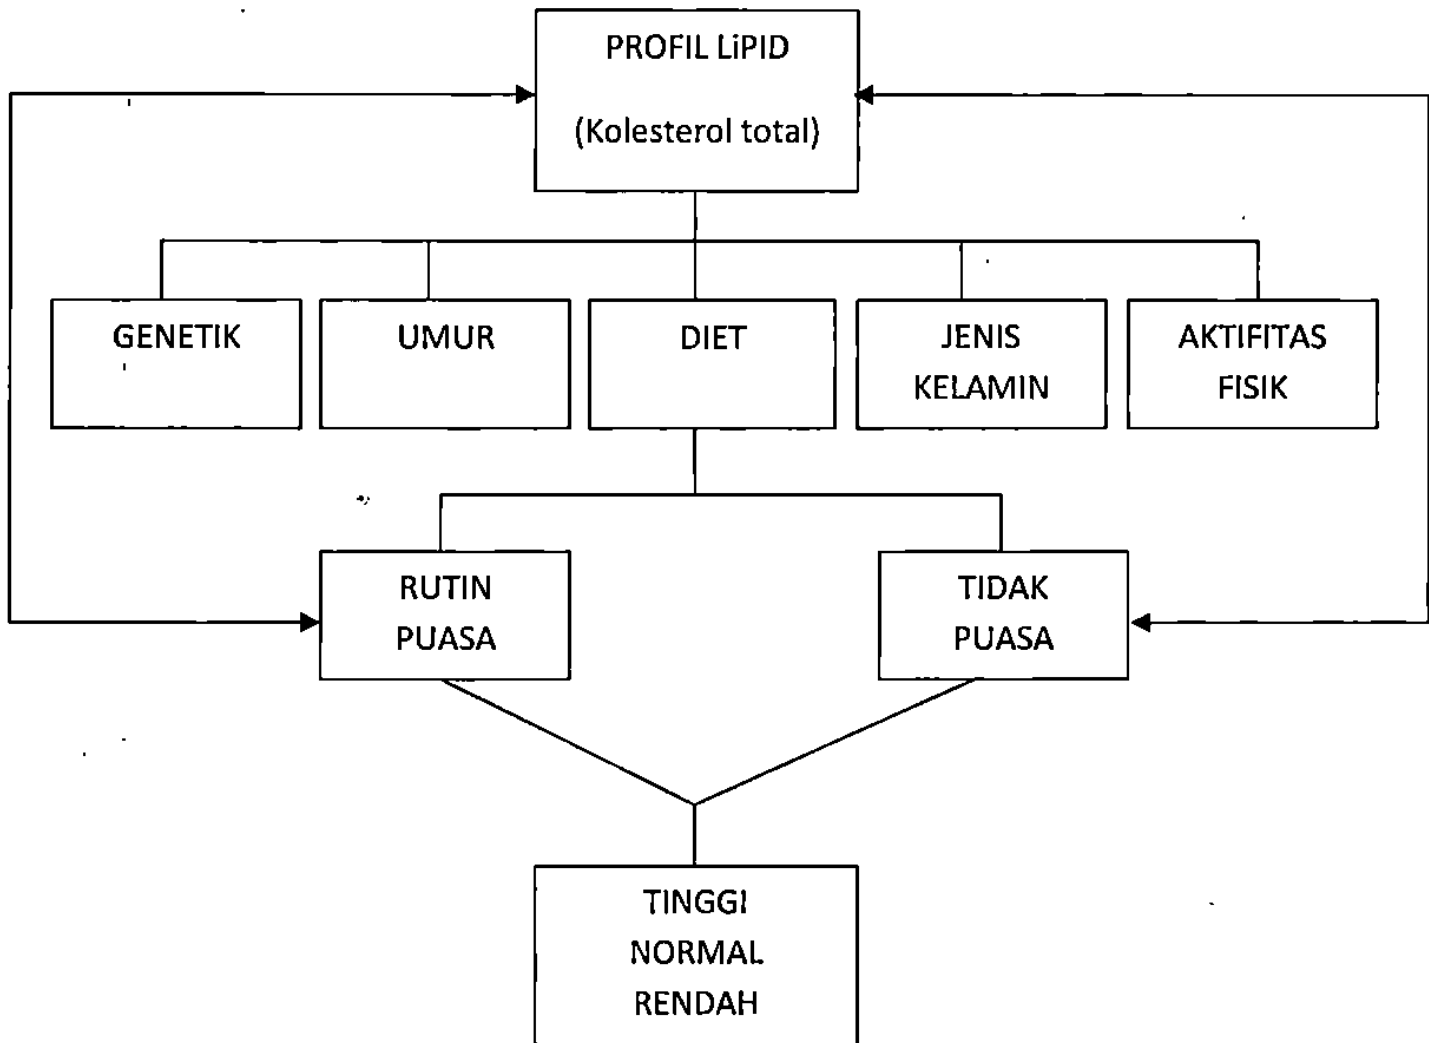 PROFIL LiPID
(Kolesterol total)
GENETIK
UMUR
DIET
JENIS
KELAMIN
AKTIFITAS
FISIK
RUTIN
PUASA
TIDAK
PUASA
TINGGI
NORMAL
RENDAH